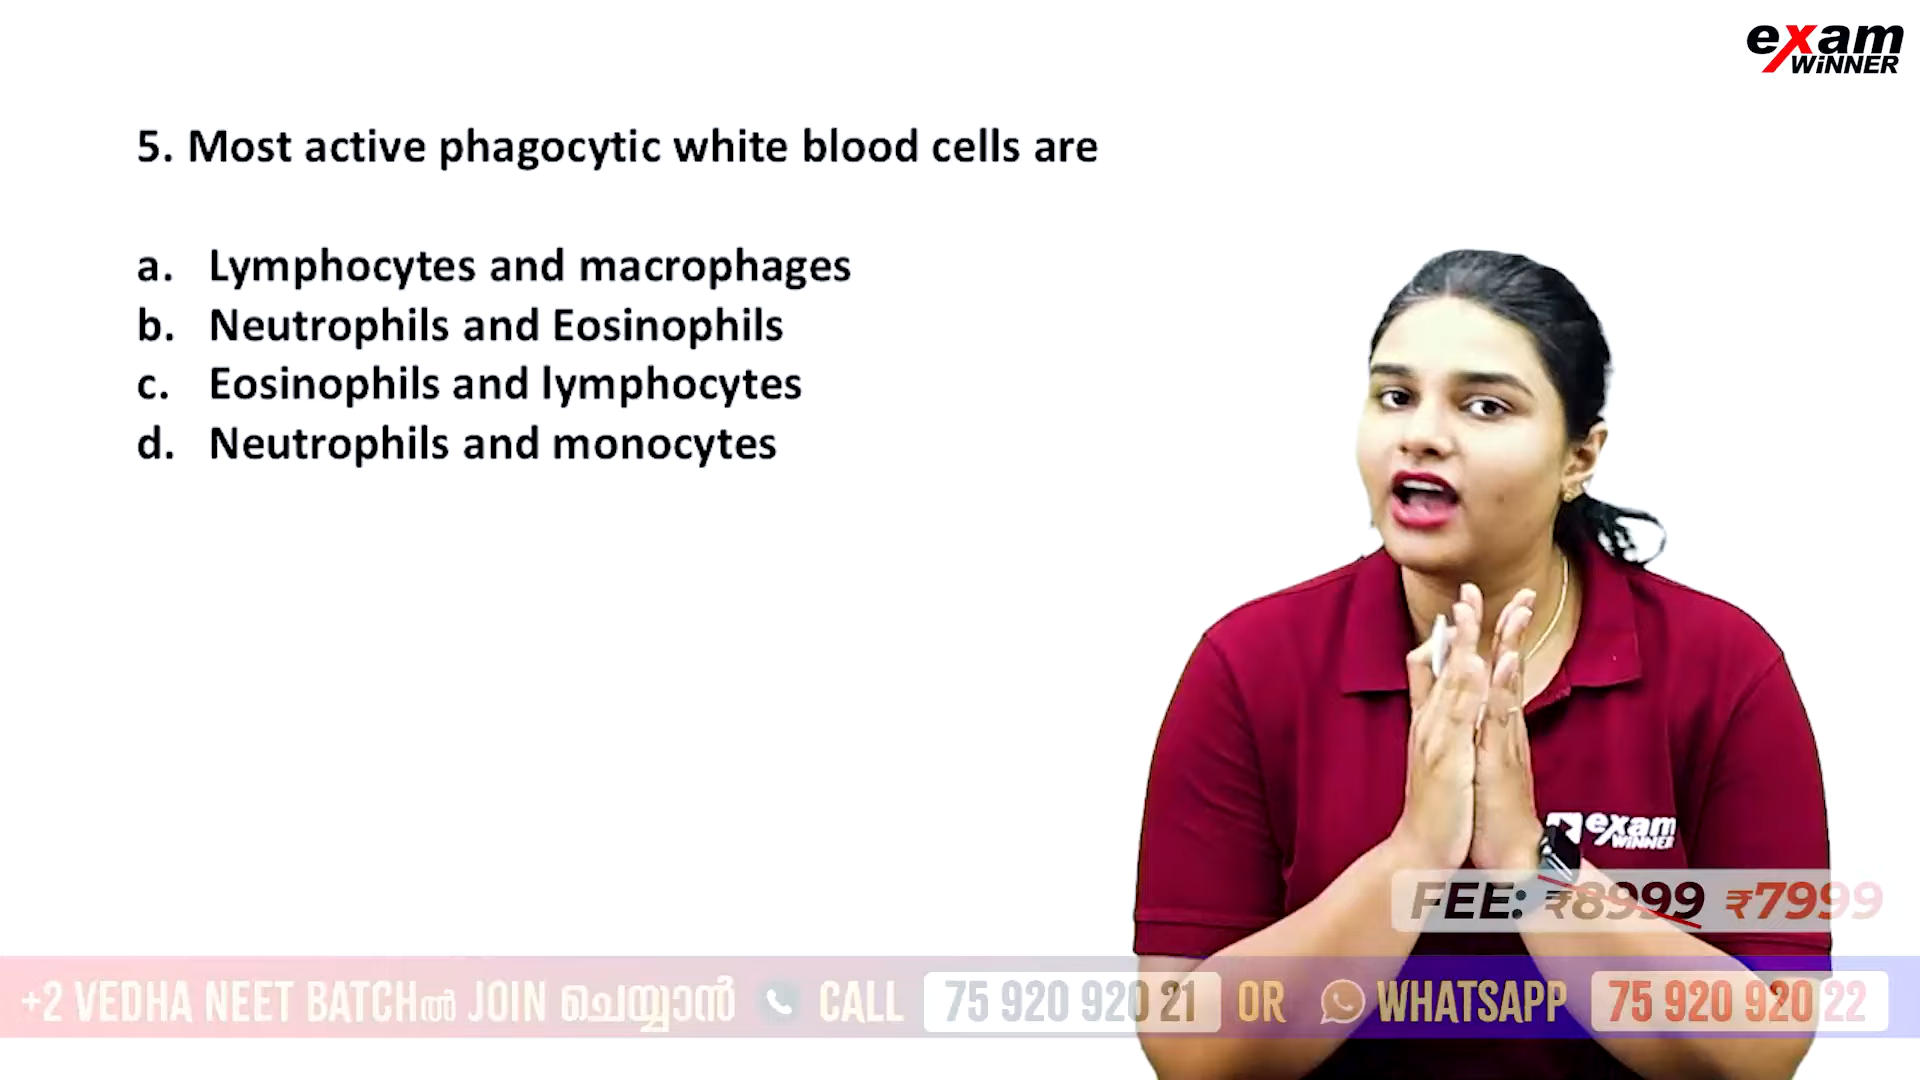 exam
WiNNER
5. Most active phagocytic white blood cells are
a. Lymphocytes and macrophages
b. Neutrophils and Eosinophils
c. Eosinophils and lymphocytes
d. Neutrophils and monocytes
exam
WiNNER
FEE: ₹8999 ₹7999
+2 VEDHA NEET BATCHൽ JOIN ചെയ്യാൻ CALL 75 920 920 21 OR WHATSAPP 75 920 920 22